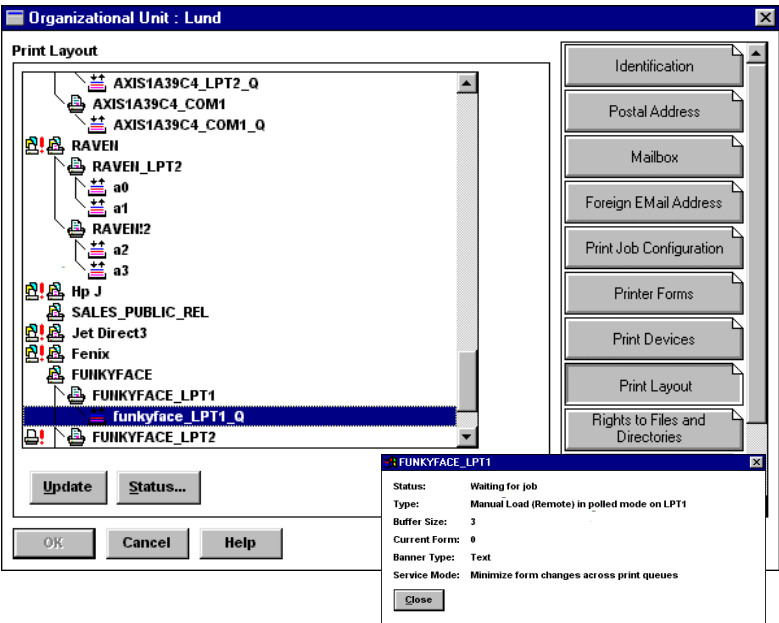 Organizational Unit : Lund
Print Layout
AXIS1A39C4_LPT2_Q
AXIS1A39C4_COM1
AXIS1A39C4_COM1_Q
RAVEN
RAVEN_LPT2
a0
a1
RAVEN!2
a2
a3
Hp J
SALES_PUBLIC_REL
Jet Direct3
Fenix
FUNKYFACE
FUNKYFACE_LPT1
funkyface_LPT1_Q
FUNKYFACE_LPT2
Update
Status...
OK
Cancel
Help
Identification
Postal Address
Mailbox
Foreign EMail Address
Print Job Configuration
Printer Forms
Print Devices
Print Layout
Rights to Files and
Directories
FUNKYFACE_LPT1
Status: Waiting for job
Type: Manual Load (Remote) in polled mode on LPT1
Buffer Size: 3
Current Form: 0
Banner Type: Text
Service Mode: Minimize form changes across print queues
Close